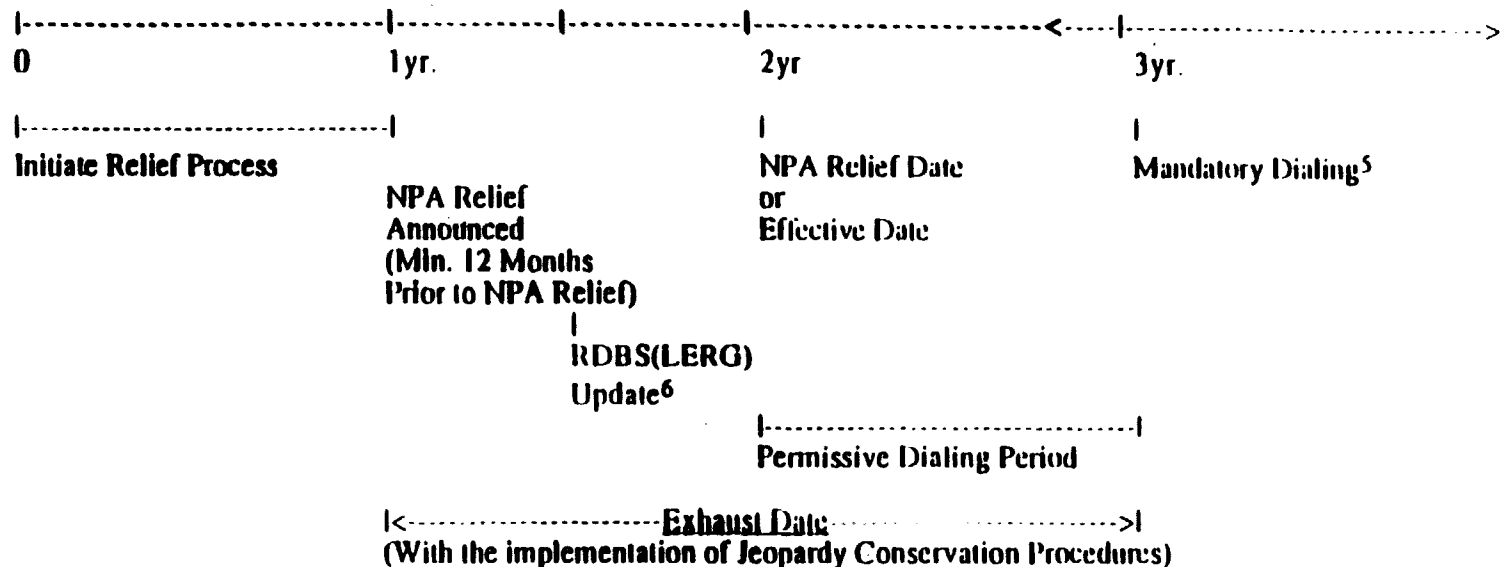 0 1yr. 2yr 3yr.
Initiate Relief Process
NPA Relief
Announced
(Min. 12 Months
Prior to NPA Relief)
NPA Relief Date
or
Effective Date
Mandatory Dialing⁵
RDBS(LERG)
Update⁶
Permissive Dialing Period
Exhaust Date
(With the implementation of Jeopardy Conservation Procedures)